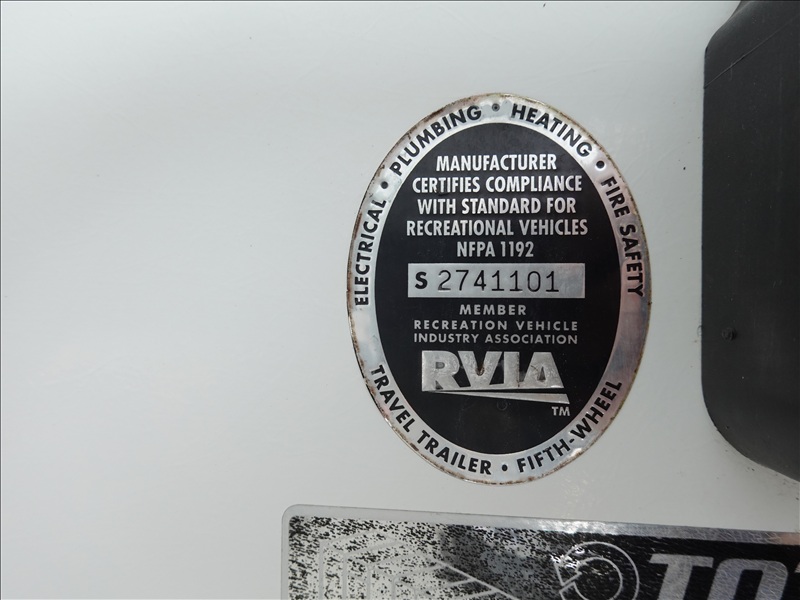 ELECTRICAL • PLUMBING • HEATING • FIRE SAFETY
MANUFACTURER
CERTIFIES COMPLIANCE
WITH STANDARD FOR
RECREATIONAL VEHICLES
NFPA 1192
S 2741101
MEMBER
RECREATION VEHICLE
INDUSTRY ASSOCIATION
RVIA
TM
TRAVEL TRAILER • FIFTH-WHEEL